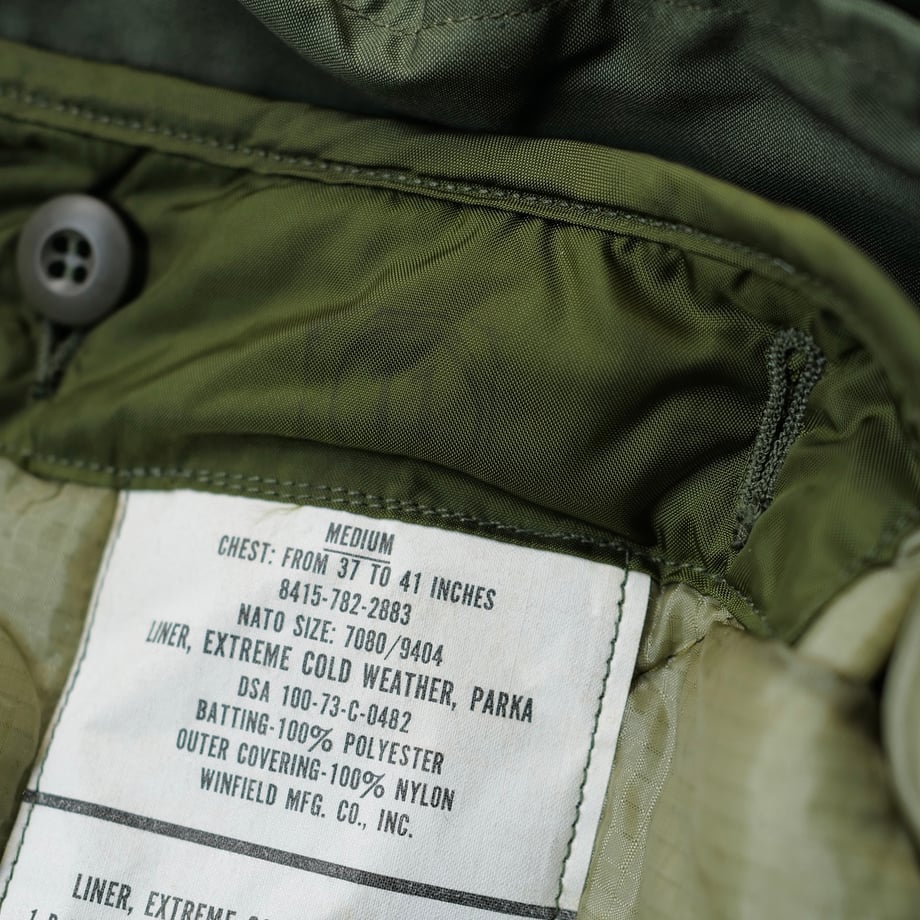 MEDIUM
CHEST: FROM 37 TO 41 INCHES
8415-782-2883
NATO SIZE: 7080/9404
LINER, EXTREME COLD WEATHER, PARKA
DSA 100-73-C-0482
BATTING-100% POLYESTER
OUTER COVERING-100% NYLON
WINFIELD MFG. CO., INC.
LINER, EXTREME